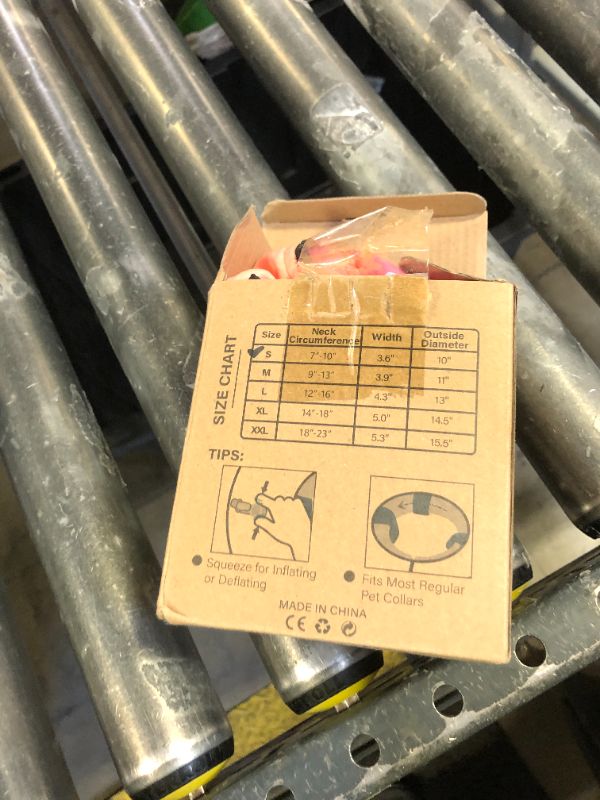 SIZE CHART
Size Neck Circumference Width Outside Diameter
S 7"-10" 3.6" 10"
M 9"-13" 3.9" 11"
L 12"-16" 4.3" 13"
XL 14"-18" 5.0" 14.5"
XXL 18"-23" 5.3" 15.5"
TIPS:
Squeeze for Inflating
or Deflating
Fits Most Regular
Pet Collars
MADE IN CHINA
CE